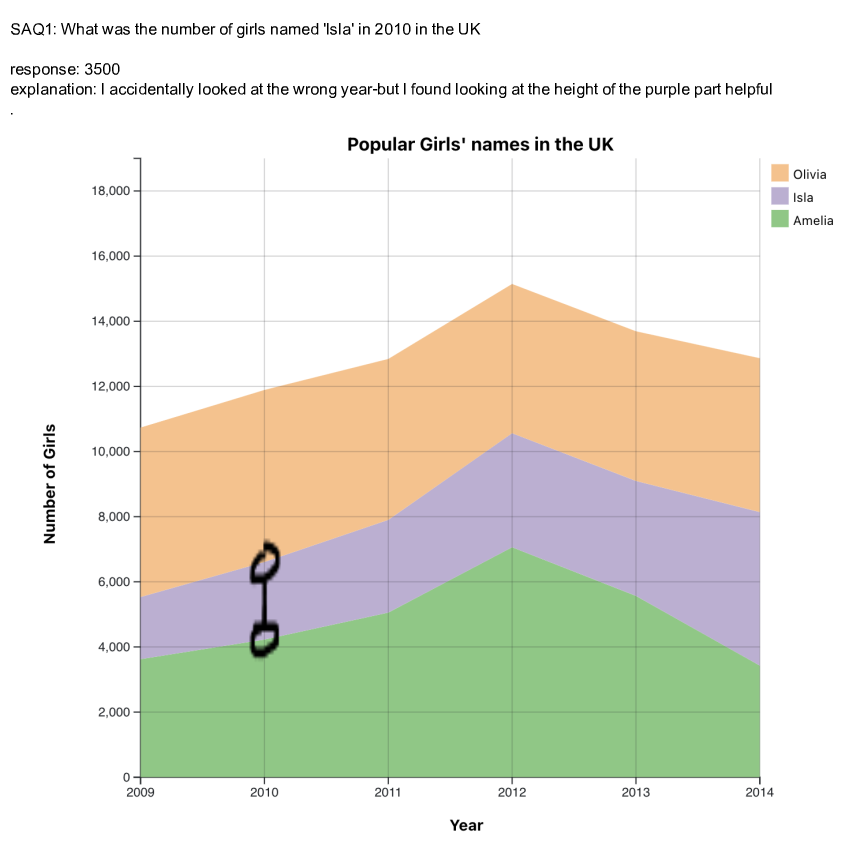 SAQ1: What was the number of girls named 'Isla' in 2010 in the UK
response: 3500
explanation: I accidentally looked at the wrong year-but I found looking at the height of the purple part helpful
.
Popular Girls' names in the UK
Olivia
Isla
Amelia
18,000
16,000
14,000
12,000
10,000
8,000
6,000
4,000
2,000
0
Number of Girls
2009 2010 2011 2012 2013 2014
Year